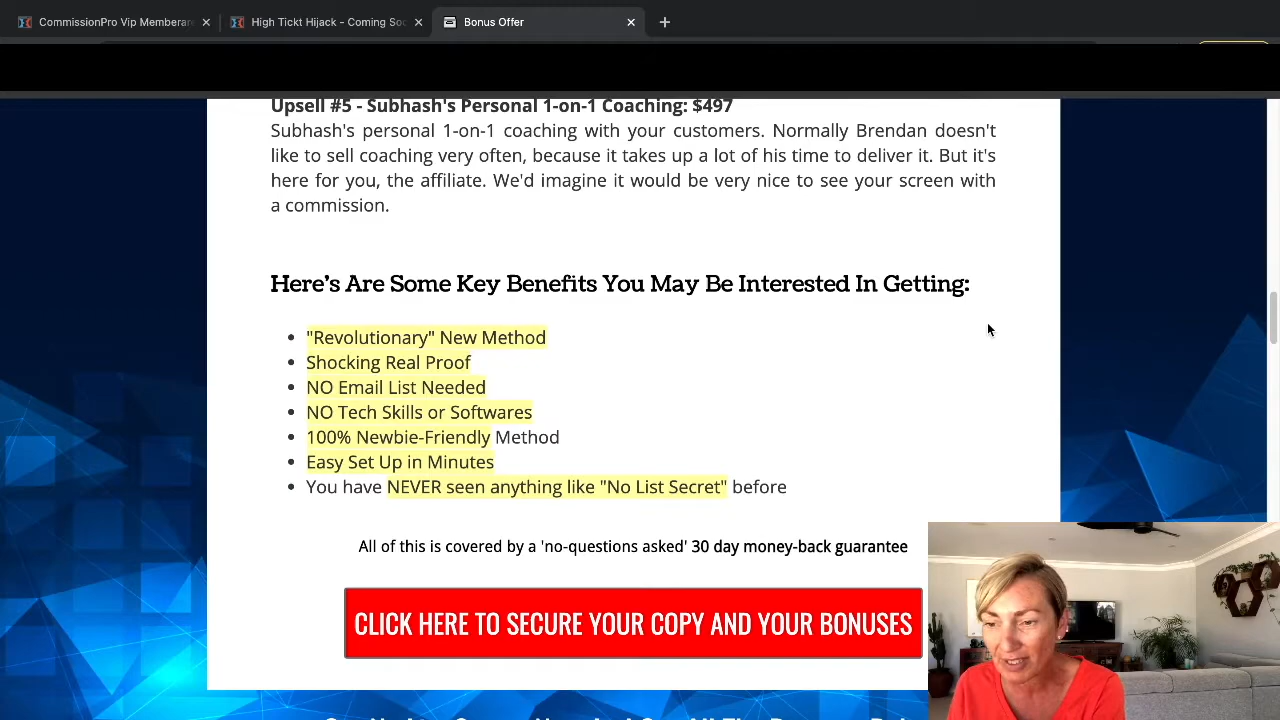 CommissionPro Vip Memberare
High Tickt Hijack - Coming Soo
Bonus Offer
Upsell #5 - Subhash's Personal 1-on-1 Coaching: $497
Subhash's personal 1-on-1 coaching with your customers. Normally Brendan doesn't
like to sell coaching very often, because it takes up a lot of his time to deliver it. But it's
here for you, the affiliate. We'd imagine it would be very nice to see your screen with
a commission.
Here's Are Some Key Benefits You May Be Interested In Getting:
"Revolutionary" New Method
Shocking Real Proof
NO Email List Needed
NO Tech Skills or Softwares
100% Newbie-Friendly Method
Easy Set Up in Minutes
You have NEVER seen anything like "No List Secret" before
All of this is covered by a 'no-questions asked' 30 day money-back guarantee
CLICK HERE TO SECURE YOUR COPY AND YOUR BONUSES